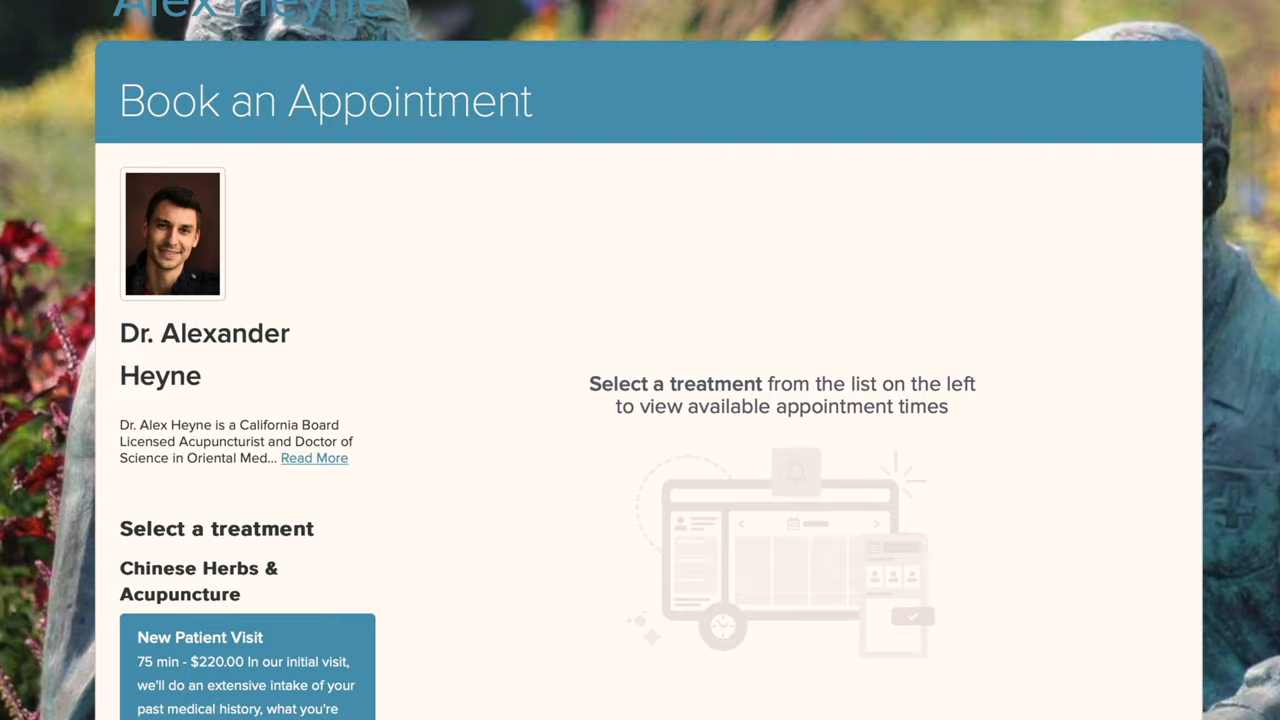 Alex Heyne
Book an Appointment
Dr. Alexander
Heyne
Dr. Alex Heyne is a California Board
Licensed Acupuncturist and Doctor of
Science in Oriental Med... Read More
Select a treatment
Chinese Herbs &
Acupuncture
New Patient Visit
75 min - $220.00 In our initial visit,
we'll do an extensive intake of your
past medical history, what you're
Select a treatment from the list on the left
to view available appointment times